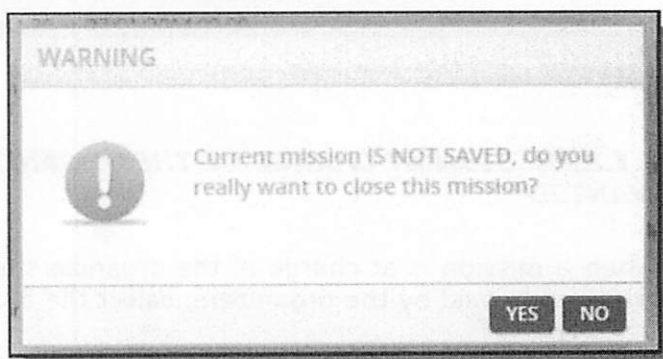 WARNING
Current mission IS NOT SAVED, do you
really want to close this mission?
YES NO